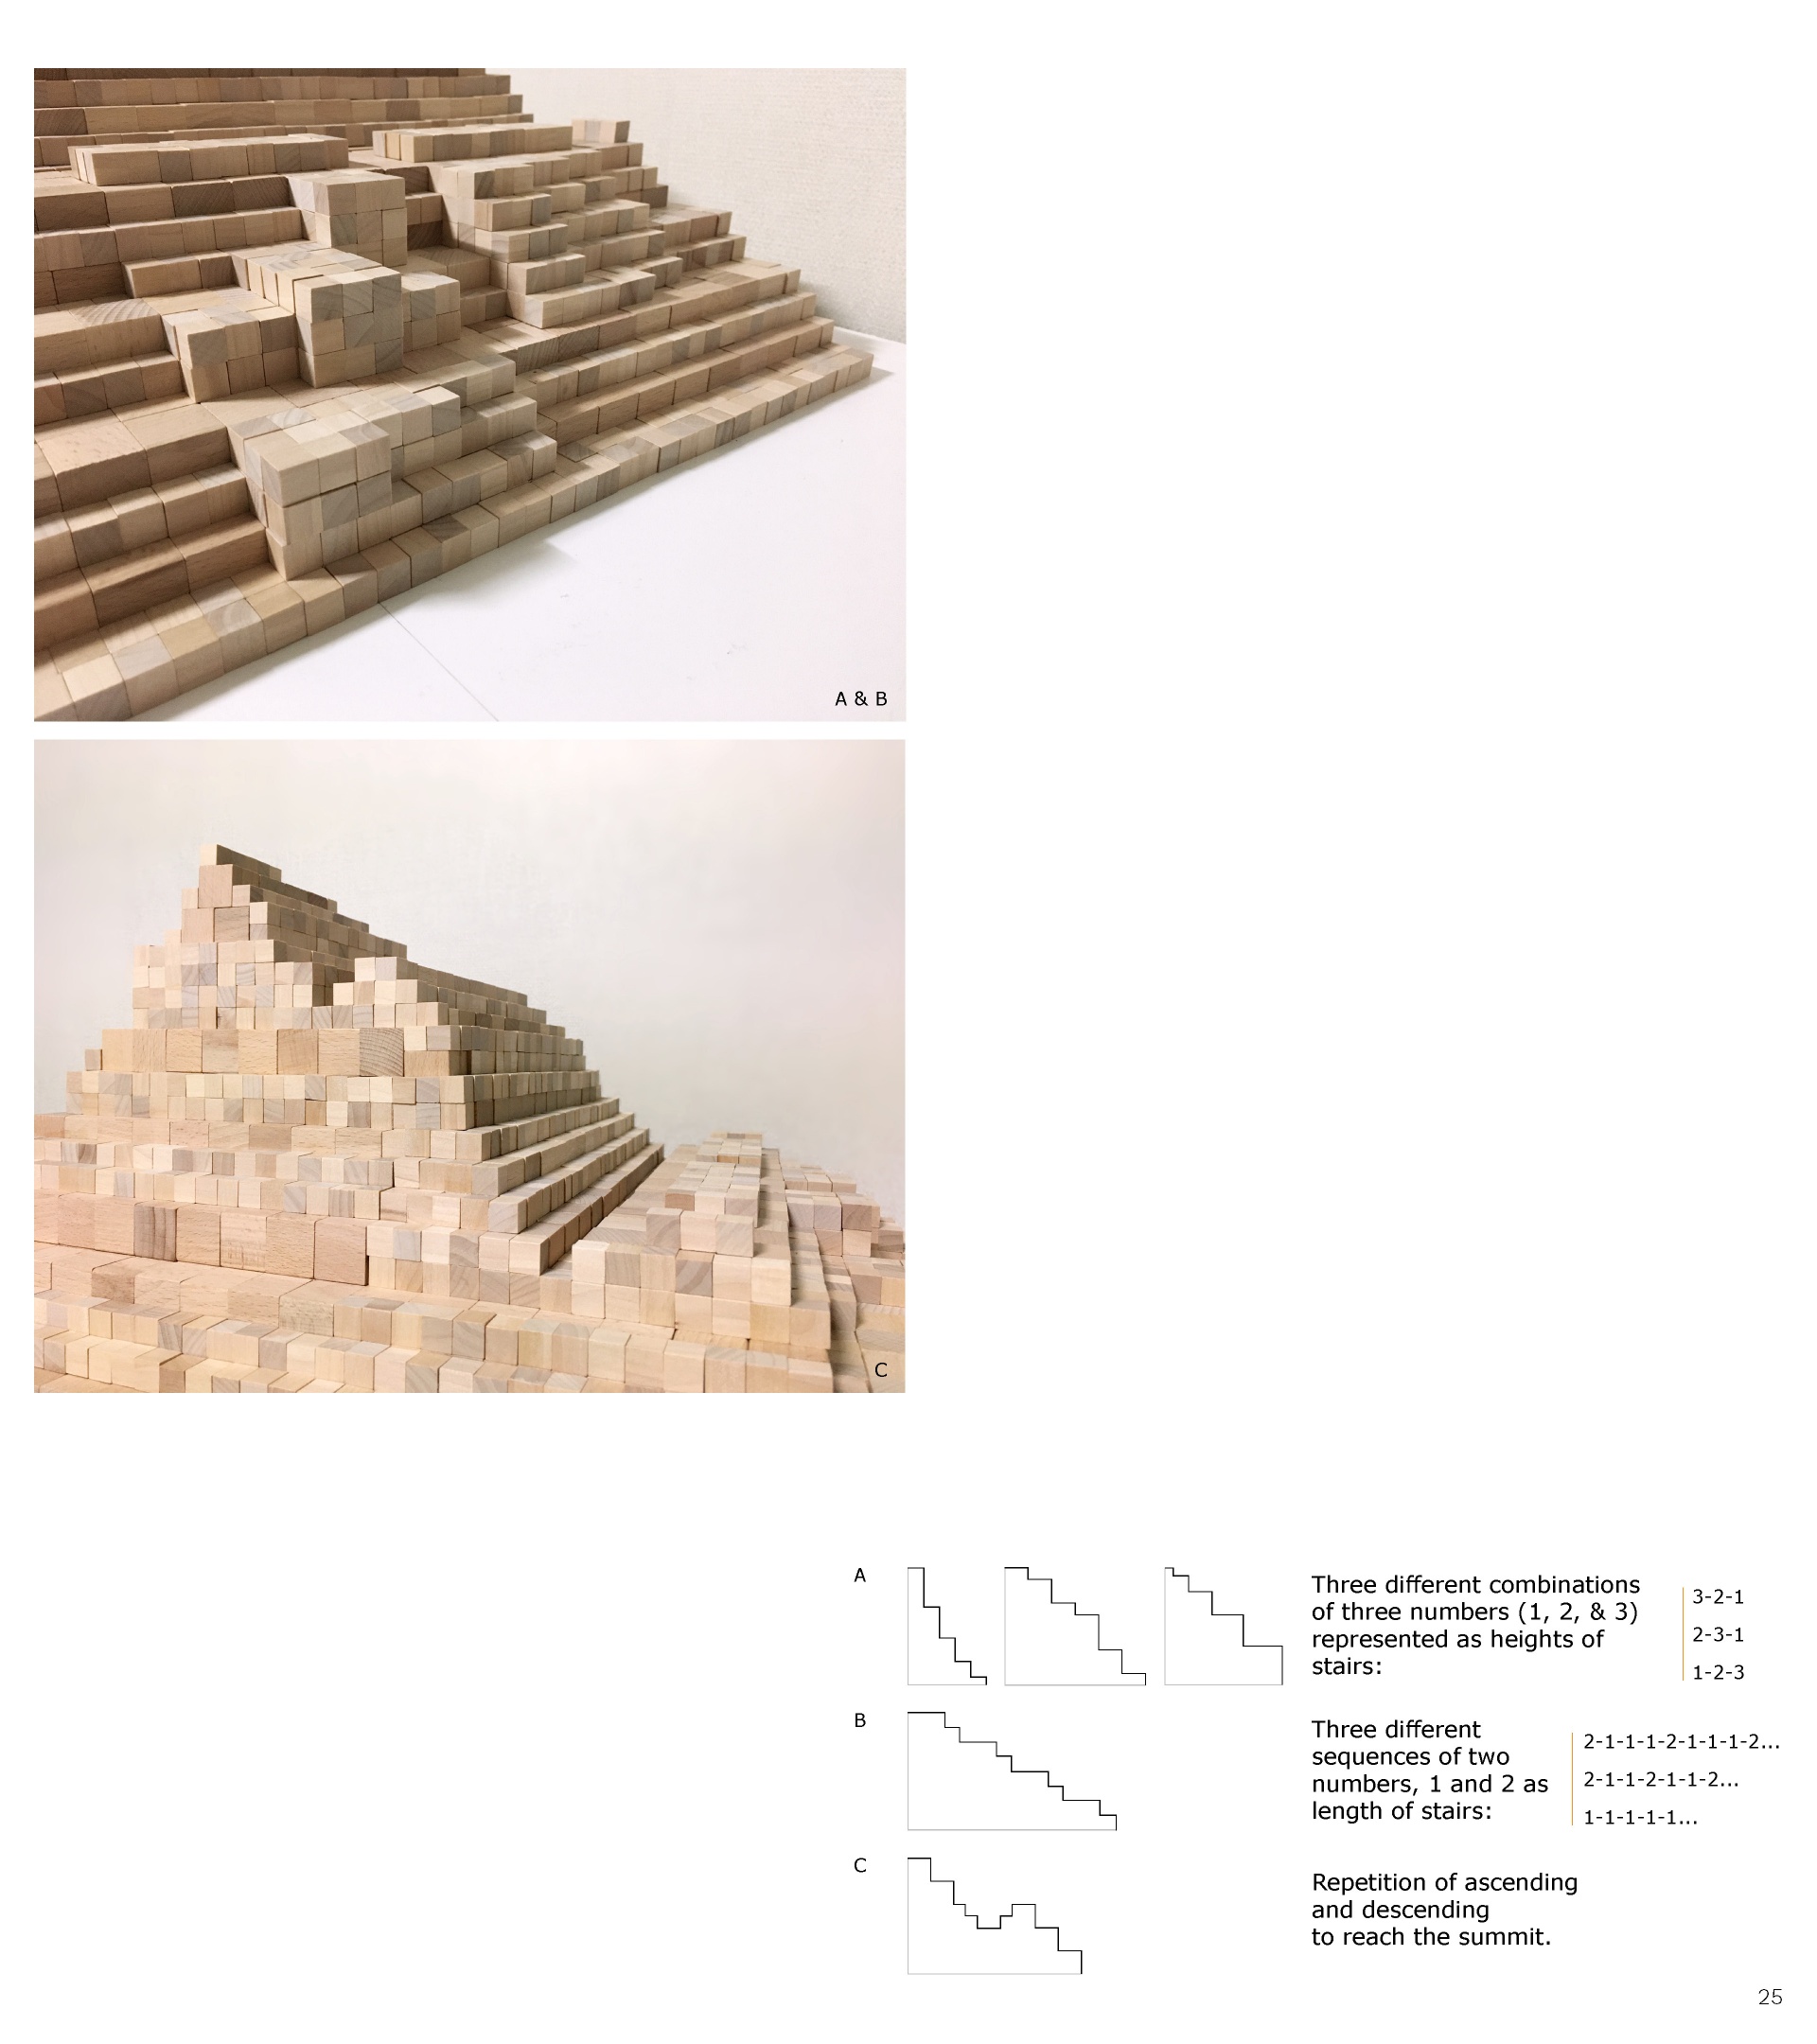 A & B
C
A
Three different combinations
of three numbers (1, 2, & 3)
represented as heights of
stairs:
3-2-1
2-3-1
1-2-3
B
Three different
sequences of two
numbers, 1 and 2 as
length of stairs:
2-1-1-1-2-1-1-1-2...
2-1-1-2-1-1-2...
1-1-1-1-1...
C
Repetition of ascending
and descending
to reach the summit.
25